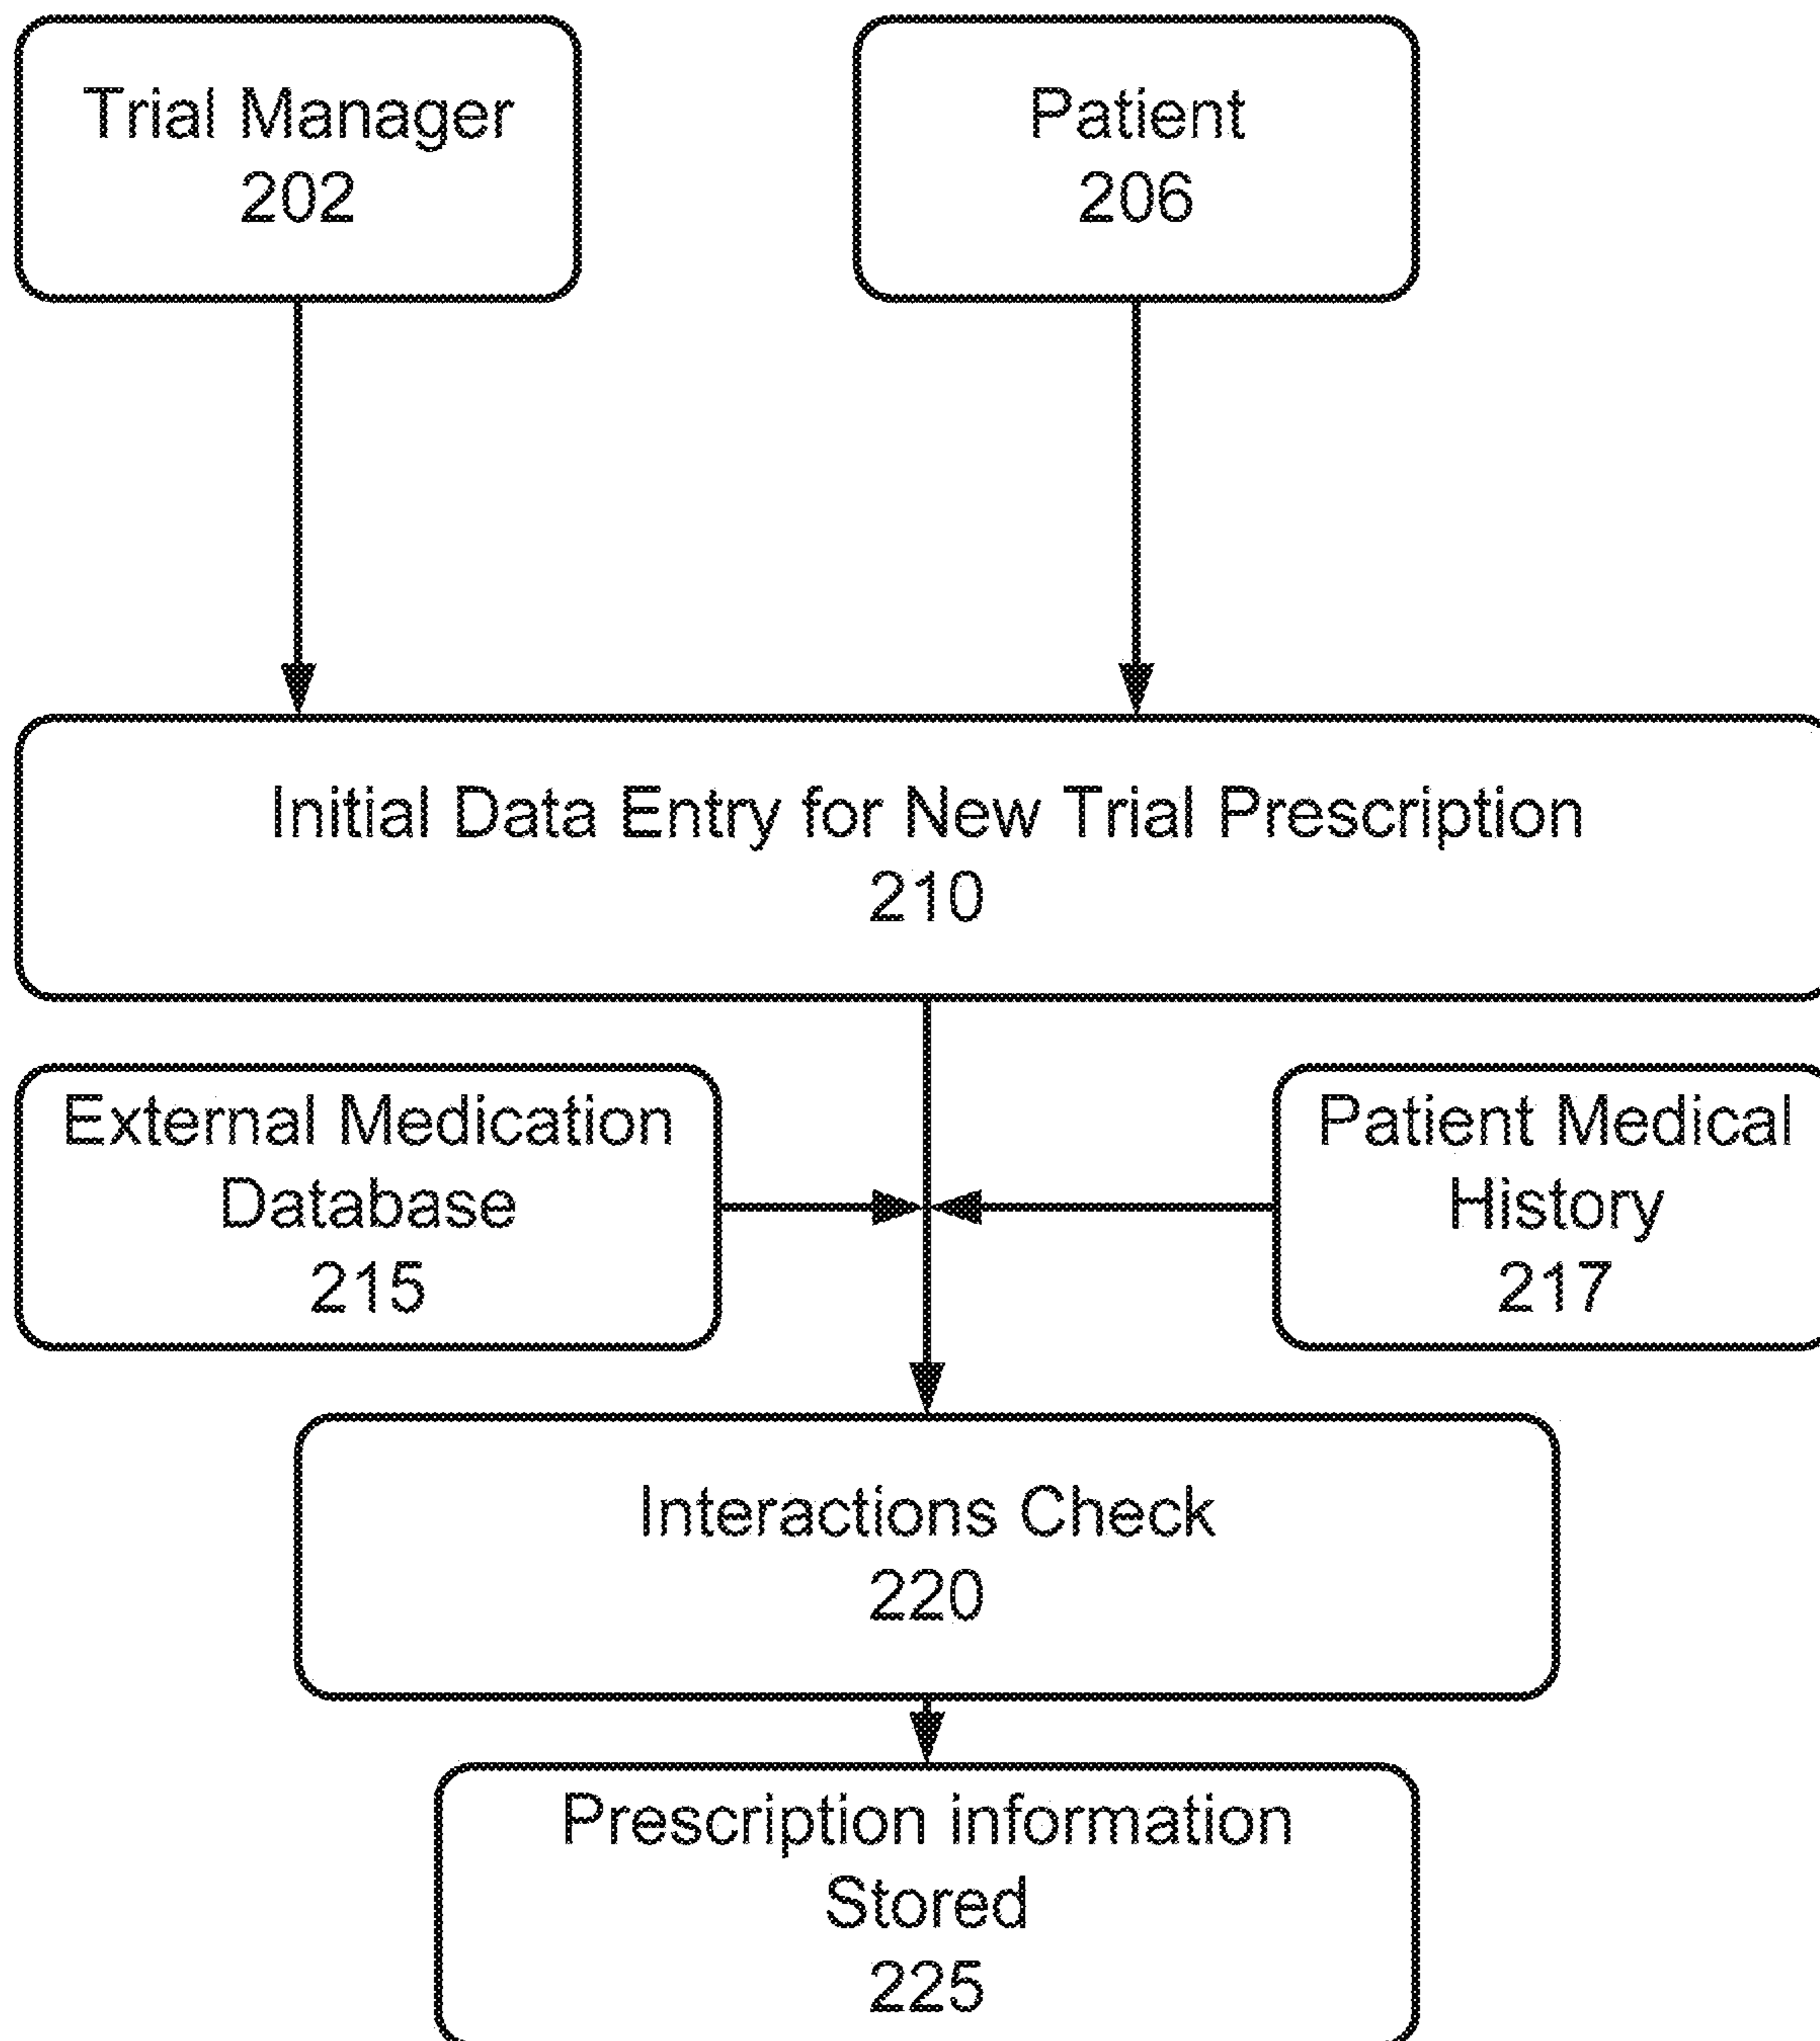 Trial Manager
202
Patient
206
Initial Data Entry for New Trial Prescription
210
External Medication
Database
215
Patient Medical
History
217
Interactions Check
220
Prescription information
Stored
225